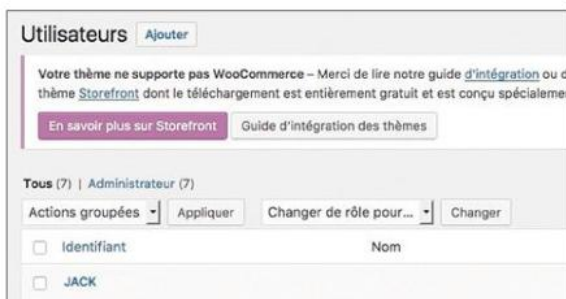 Utilisateurs Ajouter
Votre thème ne supporte pas WooCommerce – Merci de lire notre guide d'intégration ou
thème Storefront dont le téléchargement est entièrement gratuit et est conçu
En savoir plus sur Storefront Guide d'intégration des thèmes
Tous (7) | Administrateur (7)
Actions groupées Appliquer Changer de rôle pour... Changer
Identifiant Nom
JACK